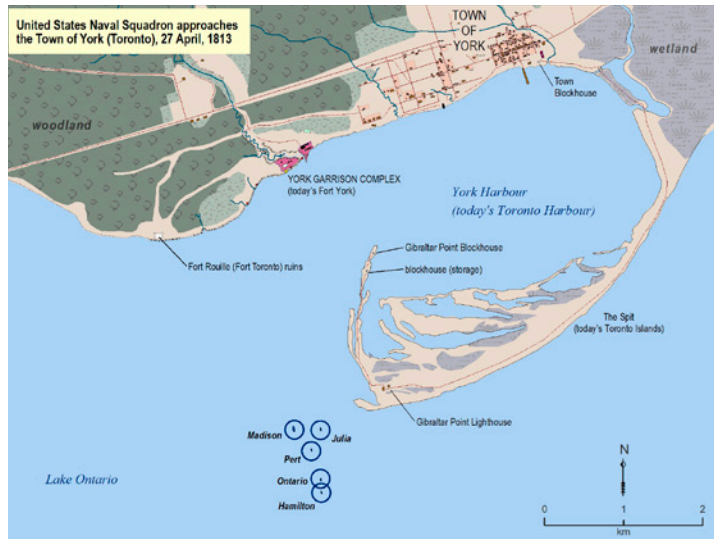 United States Naval Squadron approaches
the Town of York (Toronto), 27 April, 1813
TOWN
OF
YORK
wetland
Town
Blockhouse
woodland
YORK GARRISON COMPLEX
(today's Fort York)
York Harbour
(today's Toronto Harbour)
Gibraltar Point Blockhouse
Fort Rouille (Fort Toronto) ruins
blockhouse (storage)
The Spit
(today's Toronto Islands)
Gibraltar Point Lighthouse
Madison
Julia
Pert
N
Lake Ontario
Ontario
Hamilton
0 1 2
km